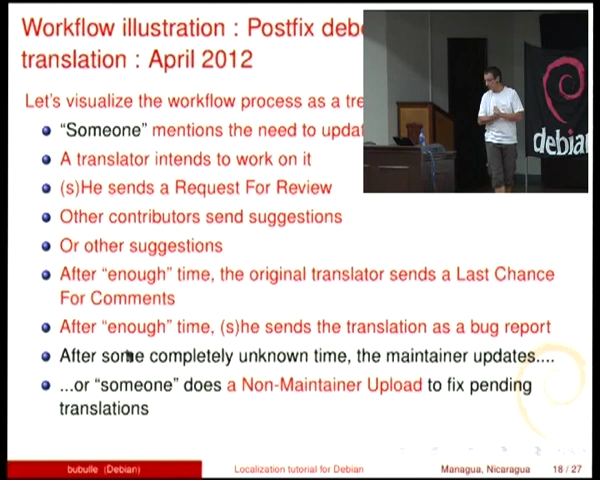 Workflow illustration : Postfix debc
translation : April 2012
Let's visualize the workflow process as a tre
"Someone" mentions the need to updat
A translator intends to work on it
(s)He sends a Request For Review
Other contributors send suggestions
Or other suggestions
After "enough" time, the original translator sends a Last Chance
For Comments
After "enough" time, (s)he sends the translation as a bug report
After some completely unknown time, the maintainer updates....
...or "someone" does a Non-Maintainer Upload to fix pending
translations
debian
bubulle (Debian)
Localization tutorial for Debian
Managua, Nicaragua
18 / 27